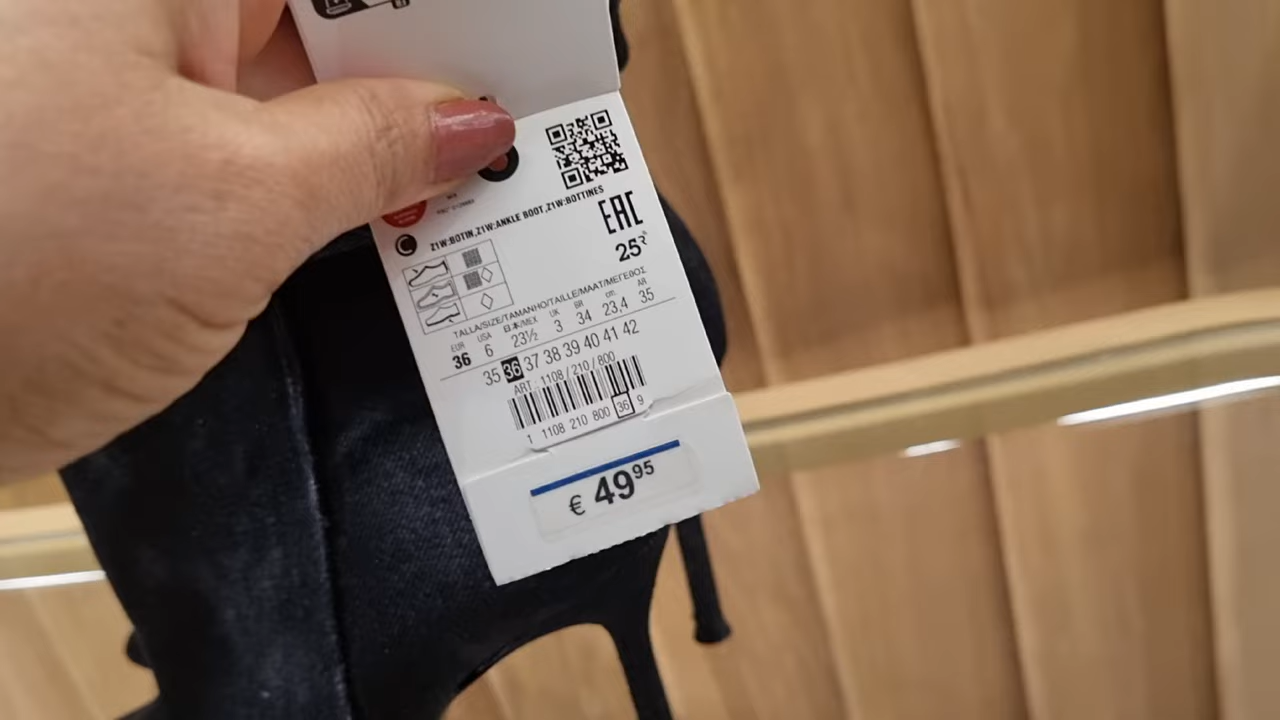 Z1W:BOTIN,Z1W:ANKLE BOOT,Z1W:BOTTINES
EAC
25
TALLA/SIZE/TAMANHO/TAILLE/MAAT/ΜΕΓΕΘΟΣ
EUR USA 日本/MEX UK BR cm. AR
36 6 23½ 3 34 23,4 35
35 36 37 38 39 40 41 42
ART.: 1108 / 210 / 800
1 1108 210 800 36 9
€ 49 95